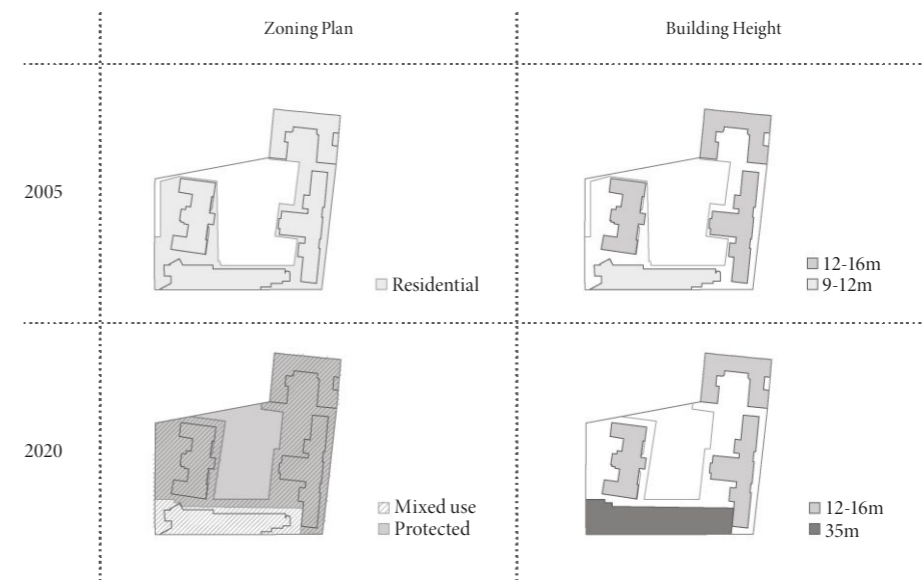 Zoning Plan
Building Height
2005
Residential
12-16m
9-12m
2020
Mixed use
Protected
12-16m
35m